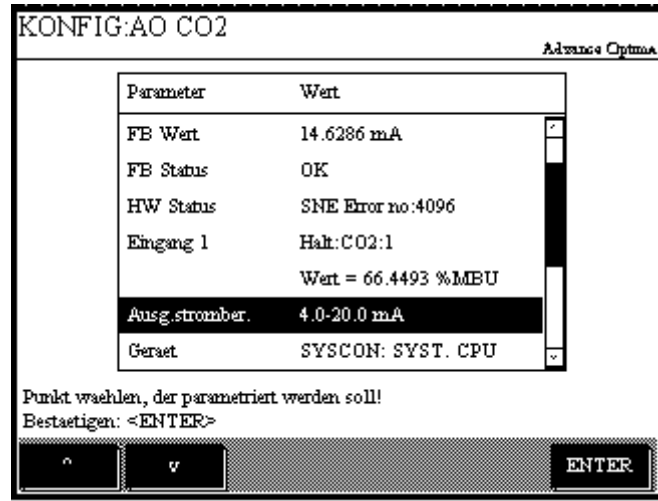 KONFIG:AO CO2
Advance Optima
Parameter Wert
FB Wert 14.6286 mA
FB Status OK
HW Status SNE Error no:4096
Eingang 1 Halt:CO2:1
Wert = 66.4493 %MBU
Ausg.stromber. 4.0-20.0 mA
Geraet SYSCON: SYST. CPU
Punkt waehlen, der parametriert werden soll!
Bestaetigen: <ENTER>
^ v ENTER